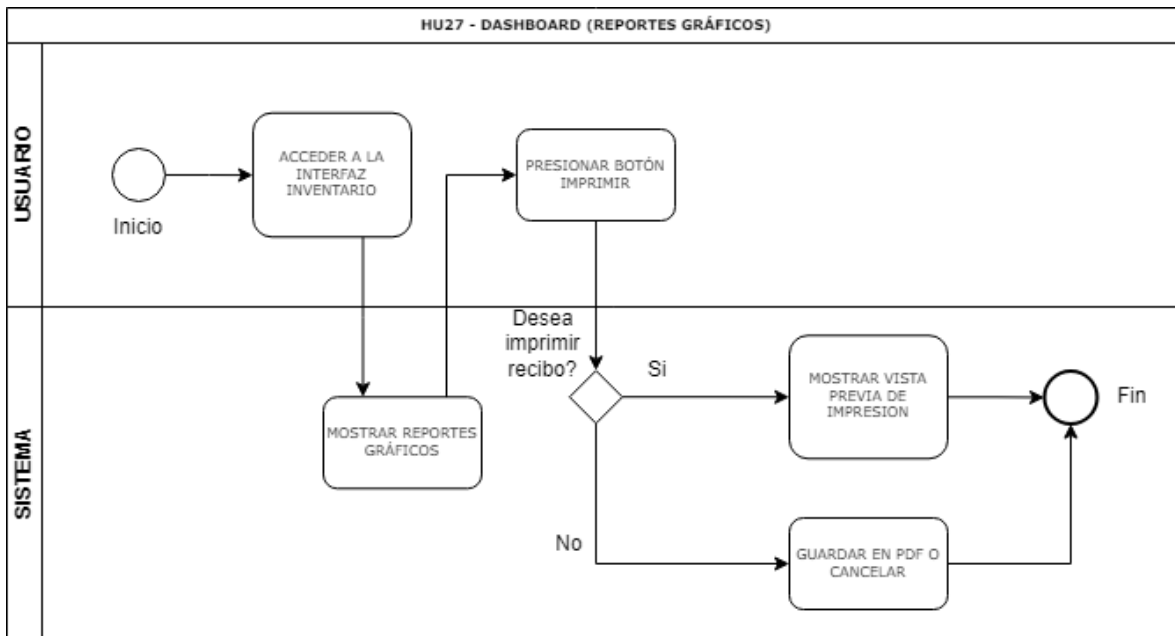 HU27 - DASHBOARD (REPORTES GRÁFICOS)
USUARIO
Inicio
ACCEDER A LA
INTERFAZ
INVENTARIO
PRESIONAR BOTÓN
IMPRIMIR
SISTEMA
MOSTRAR REPORTES
GRÁFICOS
Desea
imprimir
recibo?
Si
MOSTRAR VISTA
PREVIA DE
IMPRESION
Fin
No
GUARDAR EN PDF O
CANCELAR